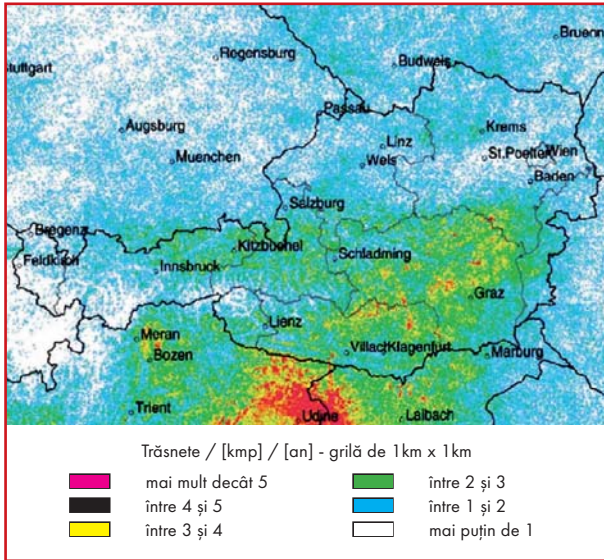 Bruenn
Regensburg
Budweis
Stuttgart
Passau
Augsburg
Linz
Krems
Muenchen
Wels
St.Poelten
Wien
Baden
Salzburg
Bregenz
Kitzbuehel
Feldkirch
Innsbruck
Schladming
Graz
Meran
Lienz
Bozen
Villach
Klagenfurt
Marburg
Trient
Udine
Laibach
Trăsnete / [kmp] / [an] - grilă de 1km x 1km
mai mult decât 5
între 2 și 3
între 4 și 5
între 1 și 2
între 3 și 4
mai puțin de 1